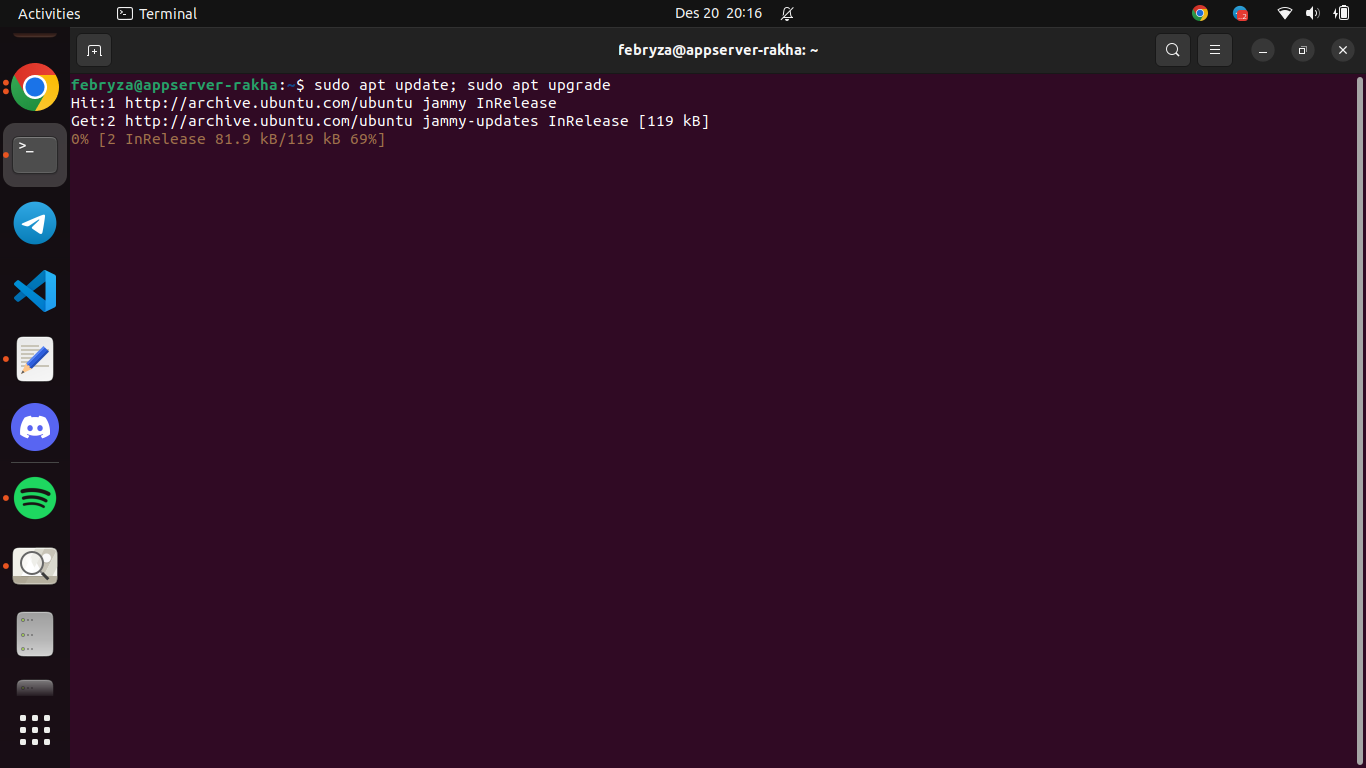 Activities
Terminal
Des 20 20:16
febryza@appserver-rakha: ~
febryza@appserver-rakha:~$ sudo apt update; sudo apt upgrade
Hit:1 http://archive.ubuntu.com/ubuntu jammy InRelease
Get:2 http://archive.ubuntu.com/ubuntu jammy-updates InRelease [119 kB]
0% [2 InRelease 81.9 kB/119 kB 69%]